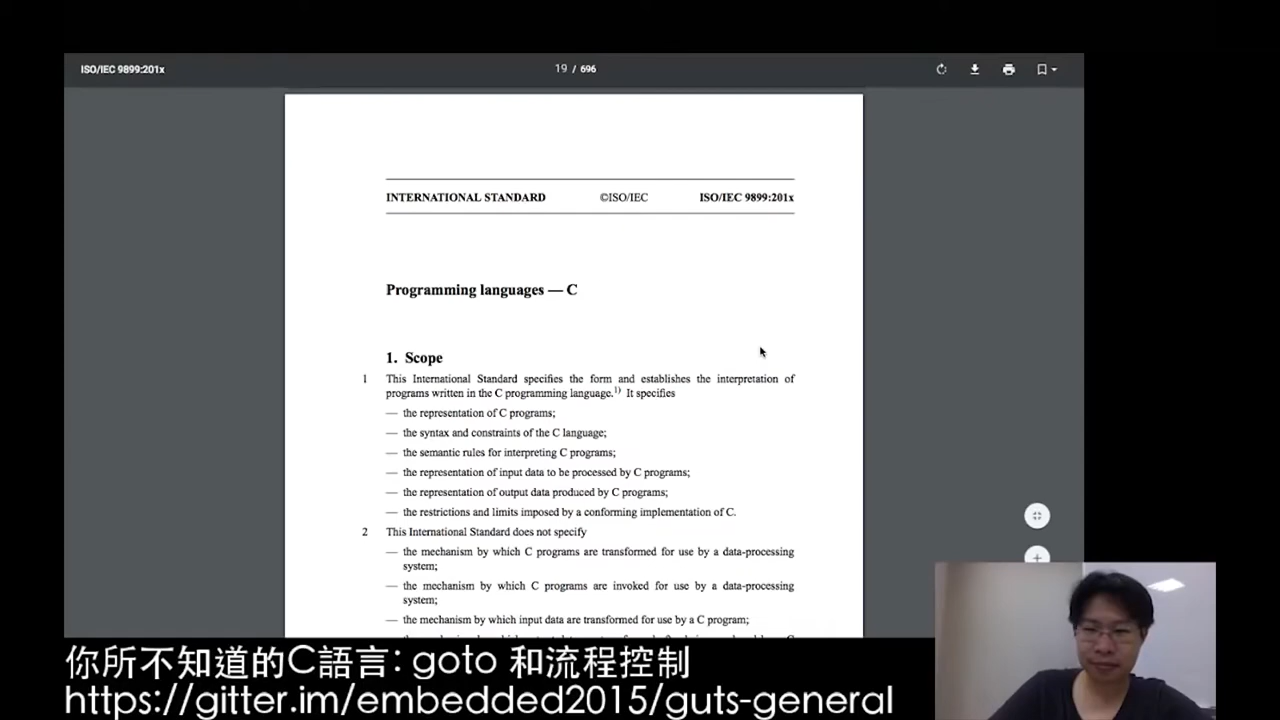 ISO/IEC 9899:201x
19 / 696
INTERNATIONAL STANDARD ©ISO/IEC ISO/IEC 9899:201x
Programming languages — C
1. Scope
1 This International Standard specifies the form and establishes the interpretation of
programs written in the C programming language.1) It specifies
— the representation of C programs;
— the syntax and constraints of the C language;
— the semantic rules for interpreting C programs;
— the representation of input data to be processed by C programs;
— the representation of output data produced by C programs;
— the restrictions and limits imposed by a conforming implementation of C.
2 This International Standard does not specify
— the mechanism by which C programs are transformed for use by a data-processing
system;
— the mechanism by which C programs are invoked for use by a data-processing
system;
— the mechanism by which input data are transformed for use by a C program;
你所不知道的C語言: goto 和流程控制
https://gitter.im/embedded2015/guts-general